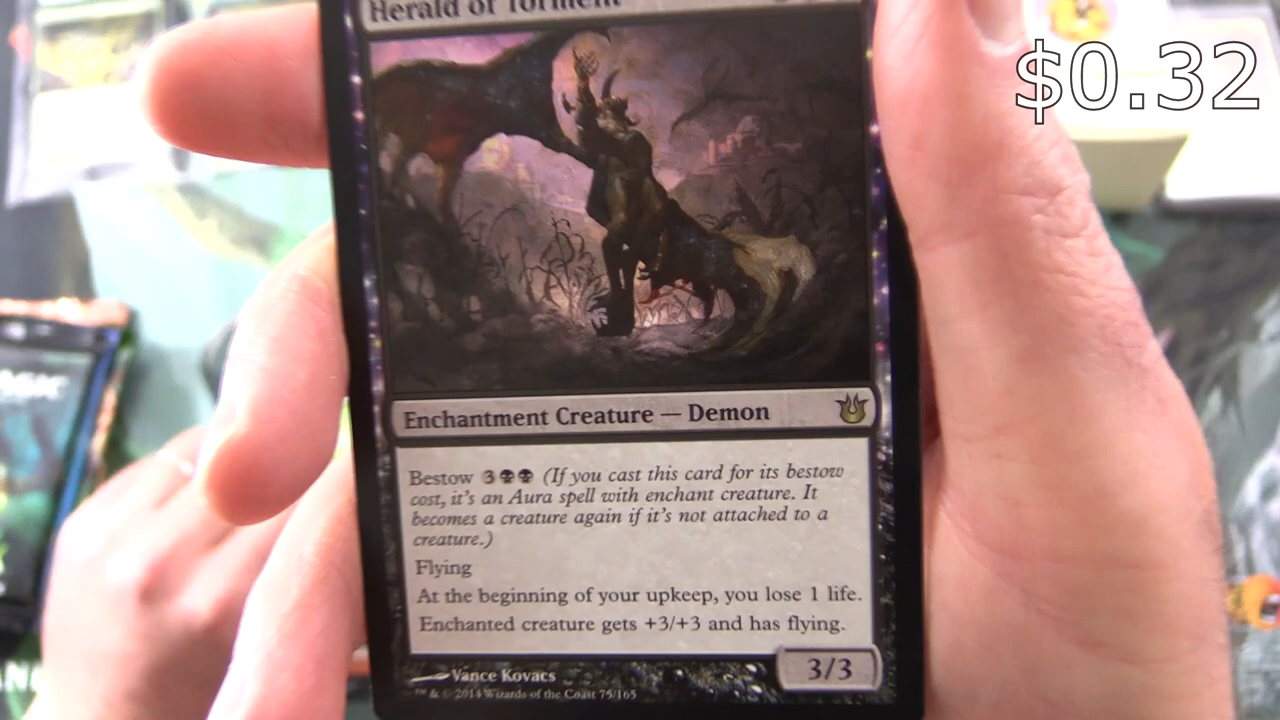 Herald of Torment
$0.32
Enchantment Creature — Demon
Bestow 3 (If you cast this card for its bestow
cost, it's an Aura spell with enchant creature. It
becomes a creature again if it's not attached to a
creature.)
Flying
At the beginning of your upkeep, you lose 1 life.
Enchanted creature gets +3/+3 and has flying.
3/3
Vance Kovacs
™ & © 2014 Wizards of the Coast 75/165